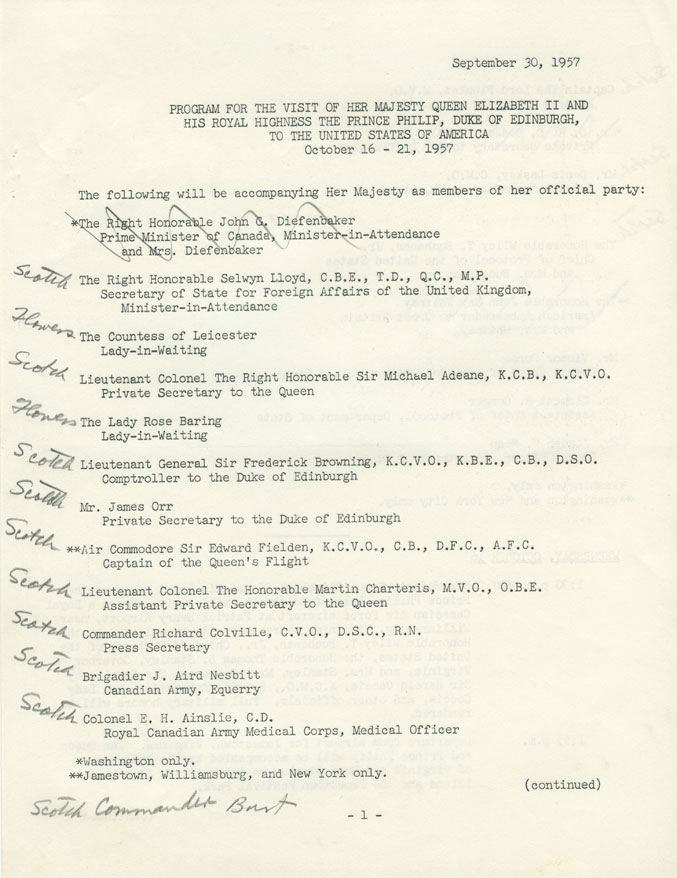 September 30, 1957
PROGRAM FOR THE VISIT OF HER MAJESTY QUEEN ELIZABETH II AND
HIS ROYAL HIGHNESS THE PRINCE PHILIP, DUKE OF EDINBURGH,
TO THE UNITED STATES OF AMERICA
October 16 - 21, 1957
The following will be accompanying Her Majesty as members of her official party:
*The Right Honorable John G. Diefenbaker
Prime Minister of Canada, Minister-in-Attendance
and Mrs. Diefenbaker
Scotch The Right Honorable Selwyn Lloyd, C.B.E., T.D., Q.C., M.P.
Secretary of State for Foreign Affairs of the United Kingdom,
Minister-in-Attendance
Flowers The Countess of Leicester
Lady-in-Waiting
Scotch Lieutenant Colonel The Right Honorable Sir Michael Adeane, K.C.B., K.C.V.O.
Private Secretary to the Queen
Flowers The Lady Rose Baring
Lady-in-Waiting
Scotch Lieutenant General Sir Frederick Browning, K.C.V.O., K.B.E., C.B., D.S.O.
Comptroller to the Duke of Edinburgh
Scotch Mr. James Orr
Private Secretary to the Duke of Edinburgh
Scotch **Air Commodore Sir Edward Fielden, K.C.V.O., C.B., D.F.C., A.F.C.
Captain of the Queen's Flight
Scotch Lieutenant Colonel The Honorable Martin Charteris, M.V.O., O.B.E.
Assistant Private Secretary to the Queen
Scotch Commander Richard Colville, C.V.O., D.S.C., R.N.
Press Secretary
Scotch Brigadier J. Aird Nesbitt
Canadian Army, Equerry
Scotch Colonel E. H. Ainslie, C.D.
Royal Canadian Army Medical Corps, Medical Officer
*Washington only.
**Jamestown, Williamsburg, and New York only.
(continued)
Scotch Commander
- 1 -